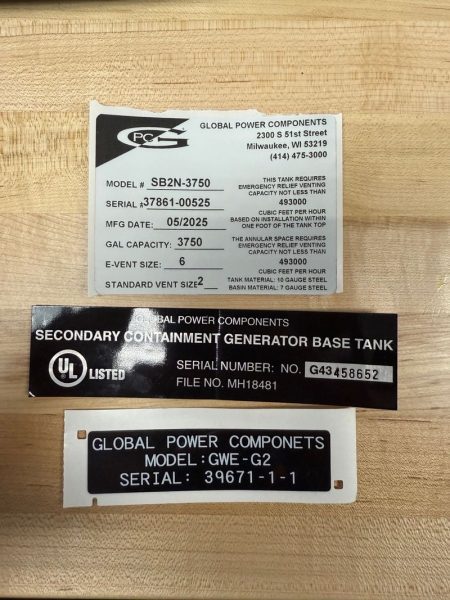 GPC
GLOBAL POWER COMPONENTS
2300 S 51st Street
Milwaukee, WI 53219
(414) 475-3000
MODEL # SB2N-3750
SERIAL # 37861-00525
MFG DATE: 05/2025
GAL CAPACITY: 3750
E-VENT SIZE: 6
STANDARD VENT SIZE 2
THIS TANK REQUIRES
EMERGENCY RELIEF VENTING
CAPACITY NOT LESS THAN
493000
CUBIC FEET PER HOUR
BASED ON INSTALLATION WITHIN
ONE FOOT OF THE TANK TOP
THE ANNULAR SPACE REQUIRES
EMERGENCY RELIEF VENTING
CAPACITY NOT LESS THAN
493000
CUBIC FEET PER HOUR
TANK MATERIAL: 10 GAUGE STEEL
BASIN MATERIAL: 7 GAUGE STEEL
GLOBAL POWER COMPONENTS
SECONDARY CONTAINMENT GENERATOR BASE TANK
UL LISTED
SERIAL NUMBER: NO. G43458652
FILE NO. MH18481
GLOBAL POWER COMPONETS
MODEL:GWE-G2
SERIAL: 39671-1-1